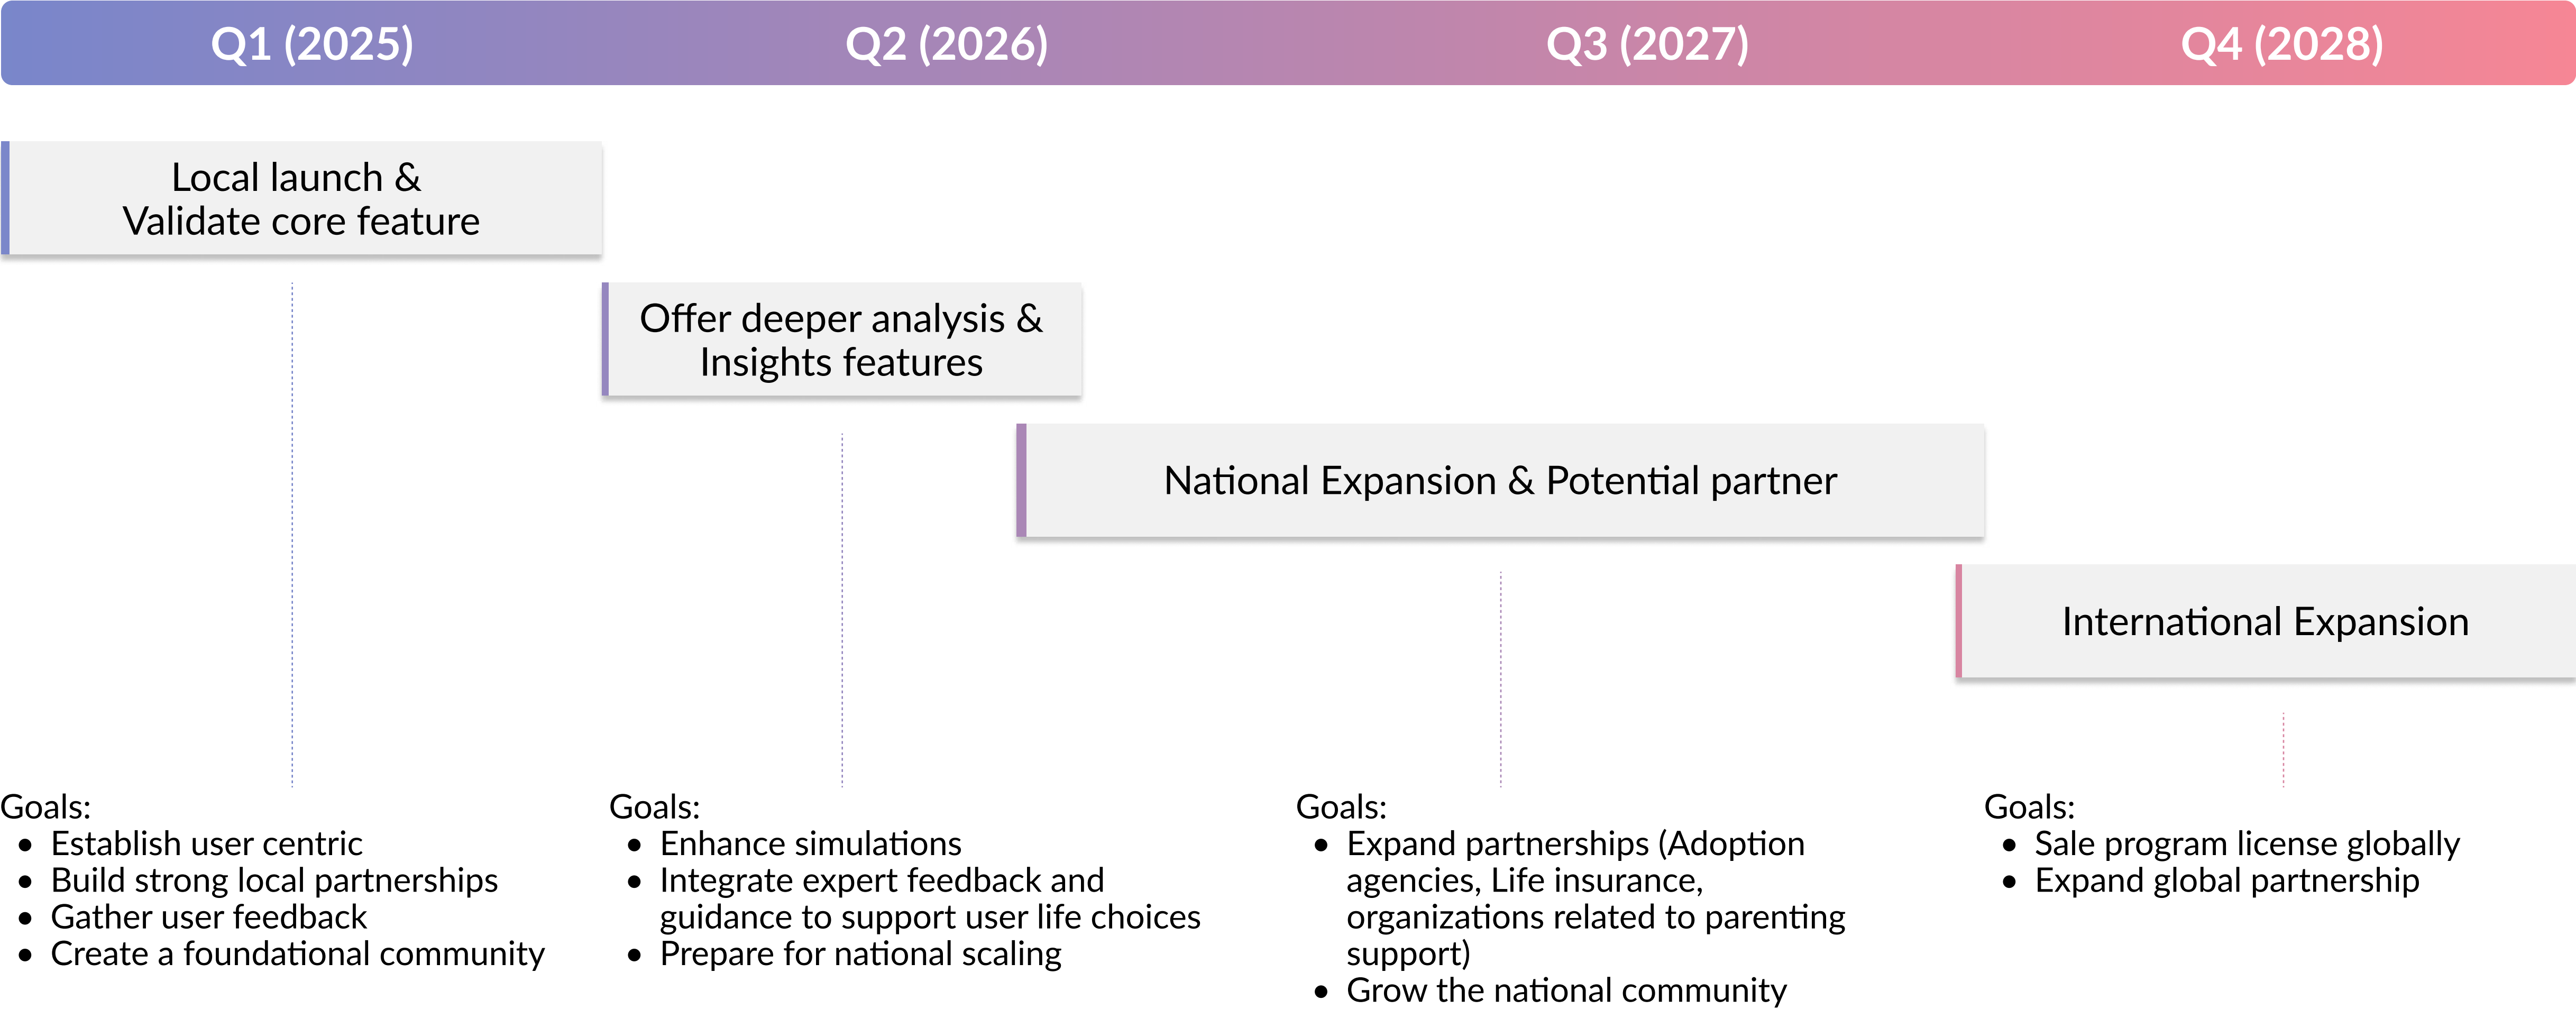 Q1 (2025)
Q2 (2026)
Q3 (2027)
Q4 (2028)
Local launch &
Validate core feature
Offer deeper analysis &
Insights features
National Expansion & Potential partner
International Expansion
Goals:
• Establish user centric
• Build strong local partnerships
• Gather user feedback
• Create a foundational community
Goals:
• Enhance simulations
• Integrate expert feedback and
guidance to support user life choices
• Prepare for national scaling
Goals:
• Expand partnerships (Adoption
agencies, Life insurance,
organizations related to parenting
support)
• Grow the national community
Goals:
• Sale program license globally
• Expand global partnership